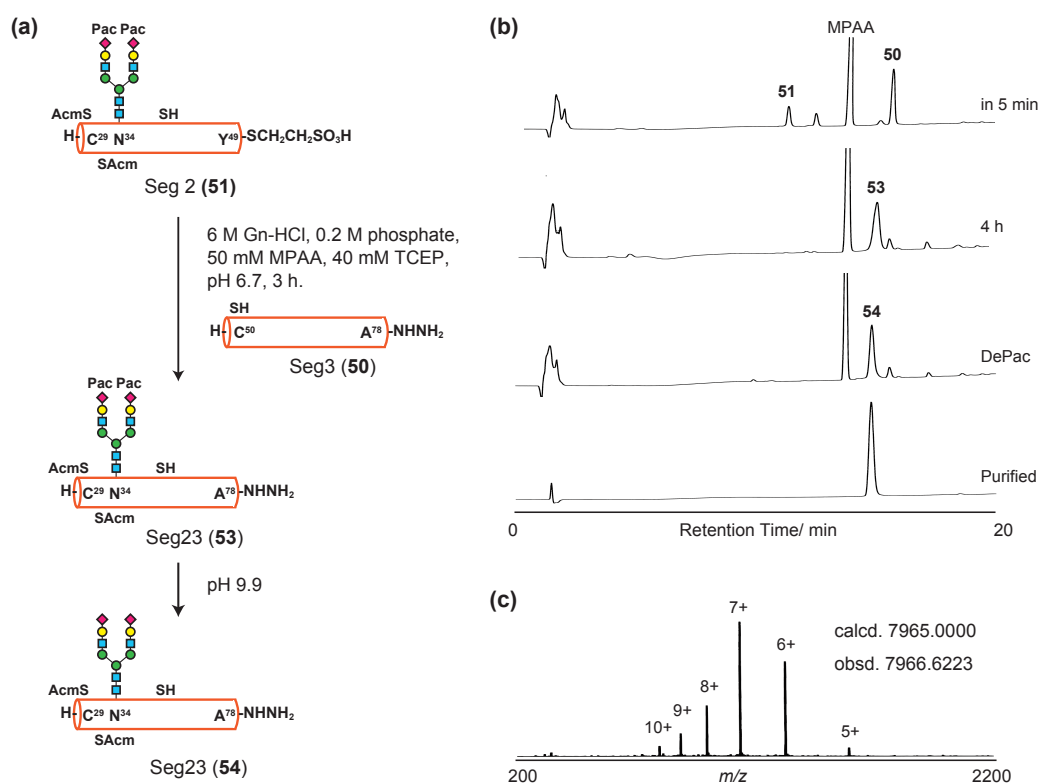 (a)
Pac Pac
AcmS SH
H- C²⁹ N³⁴ Y⁴⁹ -SCH₂CH₂SO₃H
SAcm
Seg 2 (51)
6 M Gn-HCl, 0.2 M phosphate,
50 mM MPAA, 40 mM TCEP,
pH 6.7, 3 h.
SH
H- C⁵⁰ A⁷⁸ -NHNH₂
Seg3 (50)
Pac Pac
AcmS SH
H- C²⁹ N³⁴ A⁷⁸ -NHNH₂
SAcm
Seg23 (53)
pH 9.9
AcmS SH
H- C²⁹ N³⁴ A⁷⁸ -NHNH₂
SAcm
Seg23 (54)
(b)
MPAA
50
51
in 5 min
53
4 h
54
DePac
Purified
0 Retention Time/ min 20
(c)
7+
6+
8+
9+
10+
5+
calcd. 7965.0000
obsd. 7966.6223
200 m/z 2200